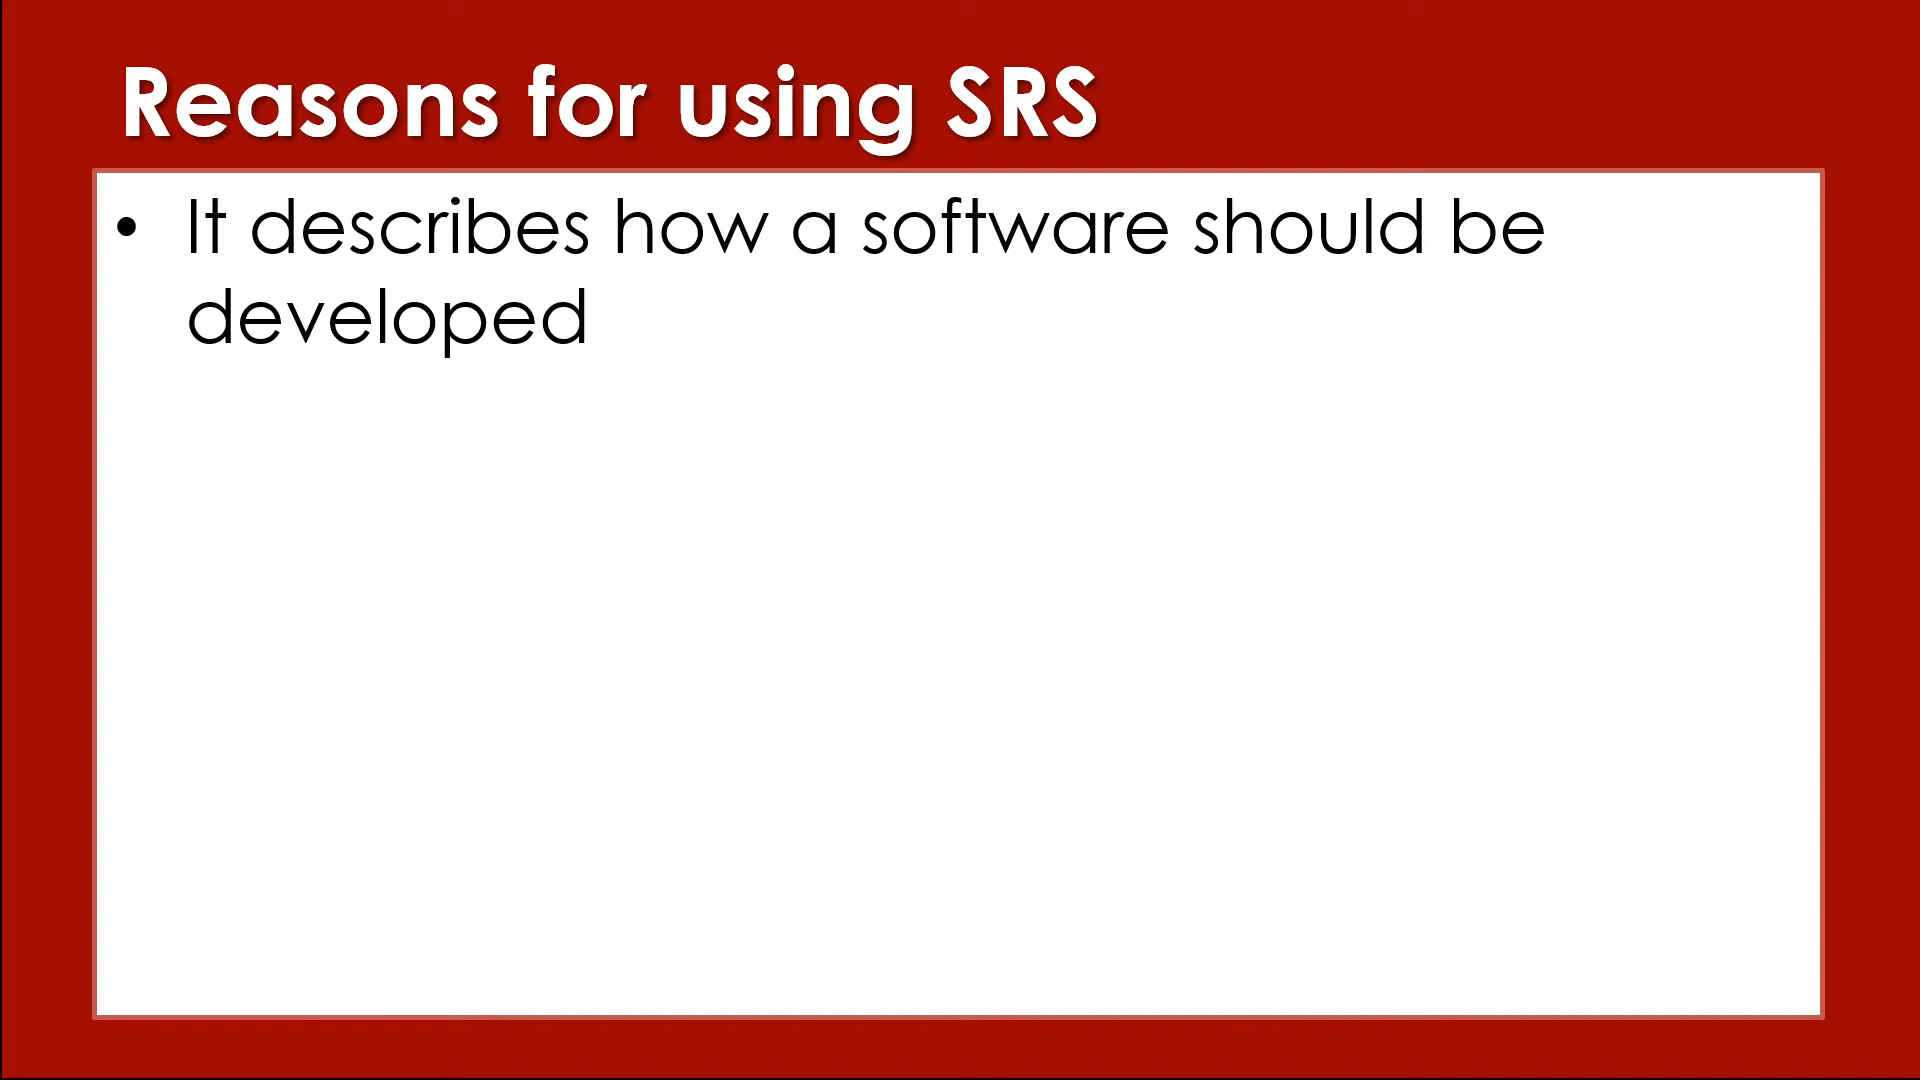 Reasons for using SRS
• It describes how a software should be
developed